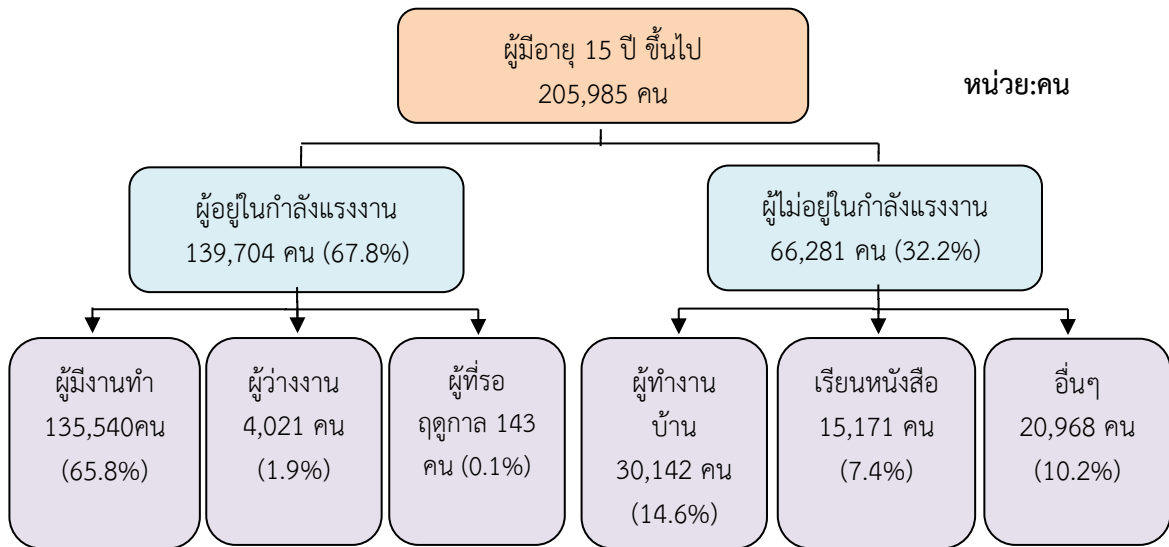 ผู้มีอายุ 15 ปี ขึ้นไป
205,985 คน
หน่วย:คน
ผู้อยู่ในกำลังแรงงาน
139,704 คน (67.8%)
ผู้ไม่อยู่ในกำลังแรงงาน
66,281 คน (32.2%)
ผู้มีงานทำ
135,540คน
(65.8%)
ผู้ว่างงาน
4,021 คน
(1.9%)
ผู้ที่รอ
ฤดูกาล 143
คน (0.1%)
ผู้ทำงาน
บ้าน
30,142 คน
(14.6%)
เรียนหนังสือ
15,171 คน
(7.4%)
อื่นๆ
20,968 คน
(10.2%)